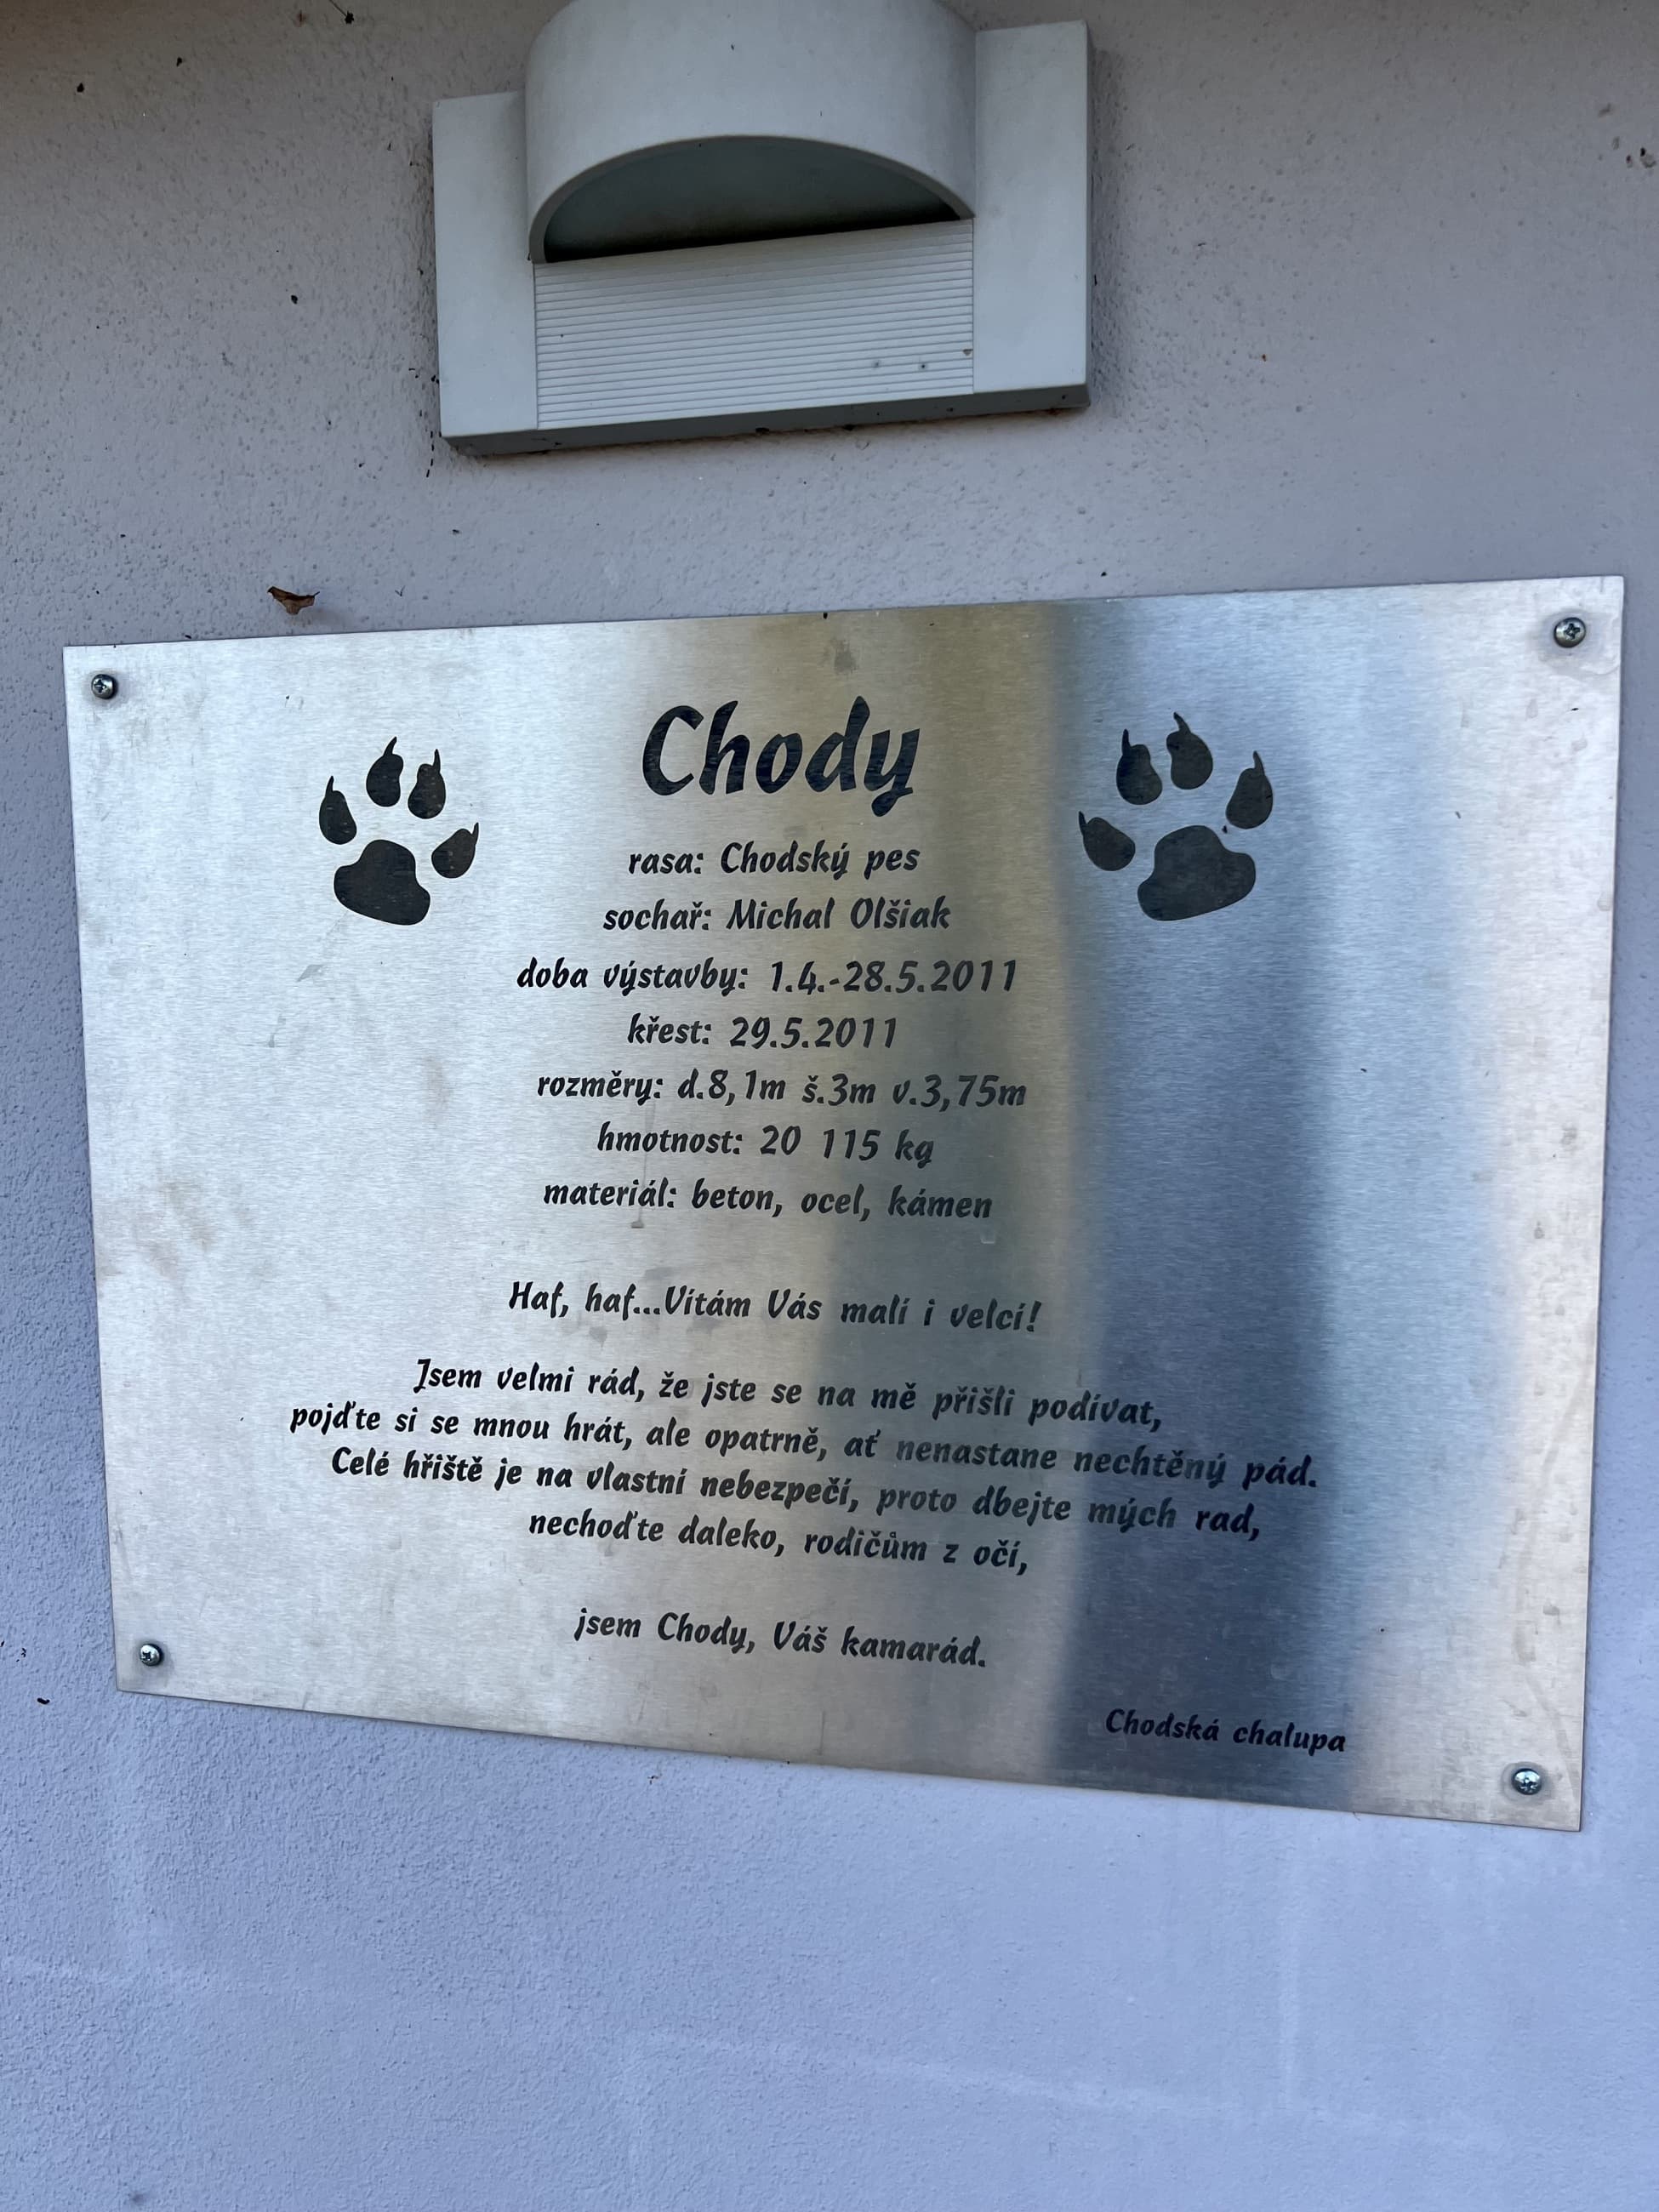 Chody
rasa: Chodský pes
sochař: Michal Olšiak
doba výstavby: 1.4.-28.5.2011
křest: 29.5.2011
rozměry: d.8,1m š.3m v.3,75m
hmotnost: 20 115 kg
materiál: beton, ocel, kámen
Haf, haf...Vítám Vás malí i velcí!
Jsem velmi rád, že jste se na mě přišli podívat,
pojďte si se mnou hrát, ale opatrně, ať nenastane nechtěný pád.
Celé hřiště je na vlastní nebezpečí, proto dbejte mých rad,
nechoďte daleko, rodičům z očí,
jsem Chody, Váš kamarád.
Chodská chalupa